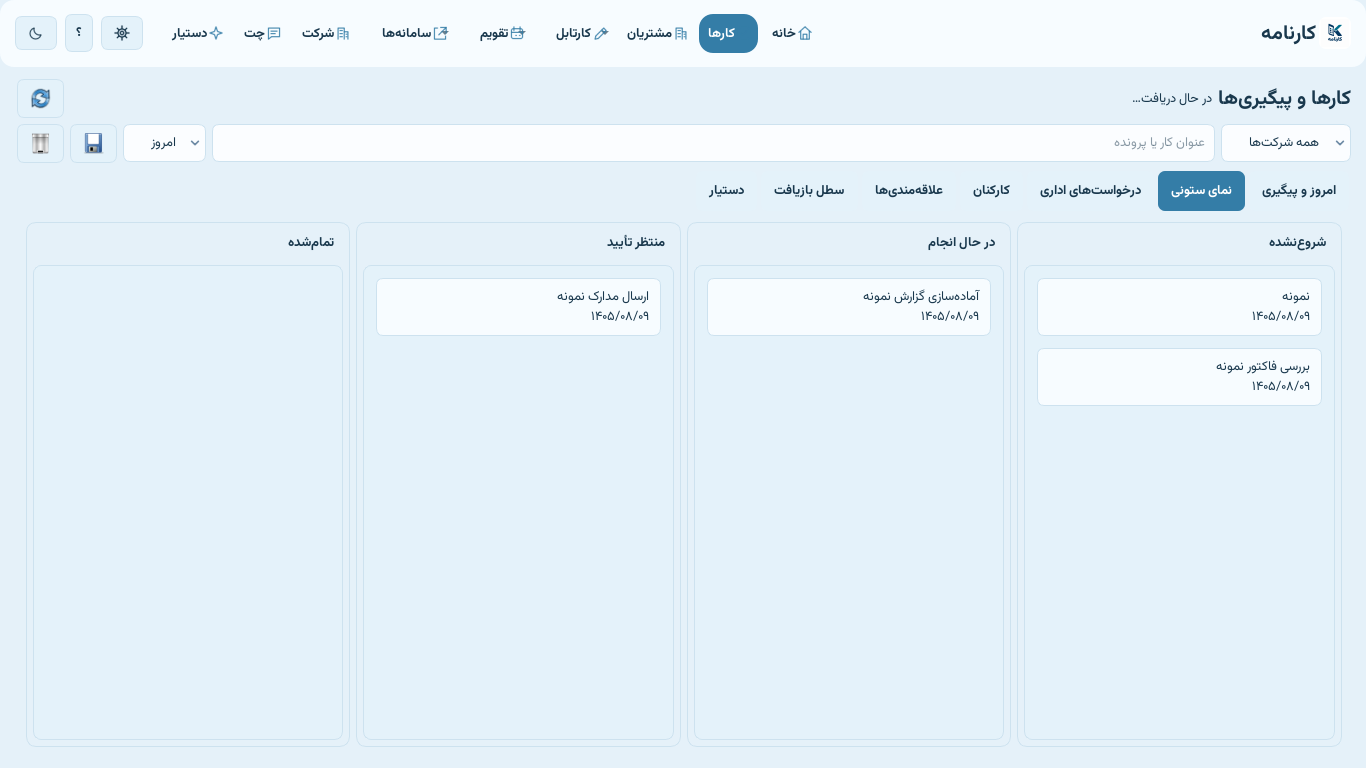 کارنامه
کارنامه
خانه
کارها
مشتریان
کارتابل
تقویم
سامانه‌ها
شرکت
چت
دستیار
؟
کارها و پیگیری‌ها
در حال دریافت...
همه شرکت‌ها
عنوان کار یا پرونده
امروز
امروز و پیگیری
نمای ستونی
درخواست‌های اداری
کارکنان
علاقه‌مندی‌ها
سطل بازیافت
دستیار
شروع‌نشده
نمونه
۱۴۰۵/۰۸/۰۹
بررسی فاکتور نمونه
۱۴۰۵/۰۸/۰۹
در حال انجام
آماده‌سازی گزارش نمونه
۱۴۰۵/۰۸/۰۹
منتظر تأیید
ارسال مدارک نمونه
۱۴۰۵/۰۸/۰۹
تمام‌شده